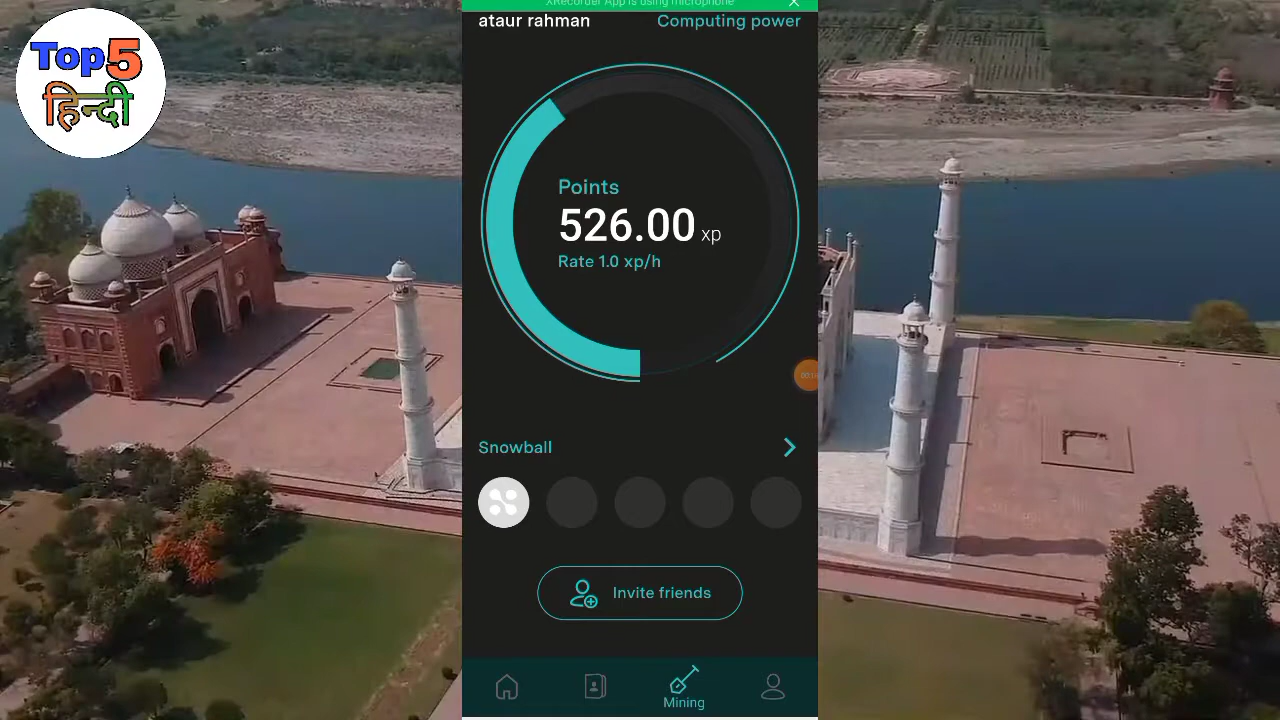 XRecorder App is using microphone
ataur rahman
Computing power
Top5
हिन्दी
Points
526.00 xp
Rate 1.0 xp/h
Snowball
Invite friends
Mining